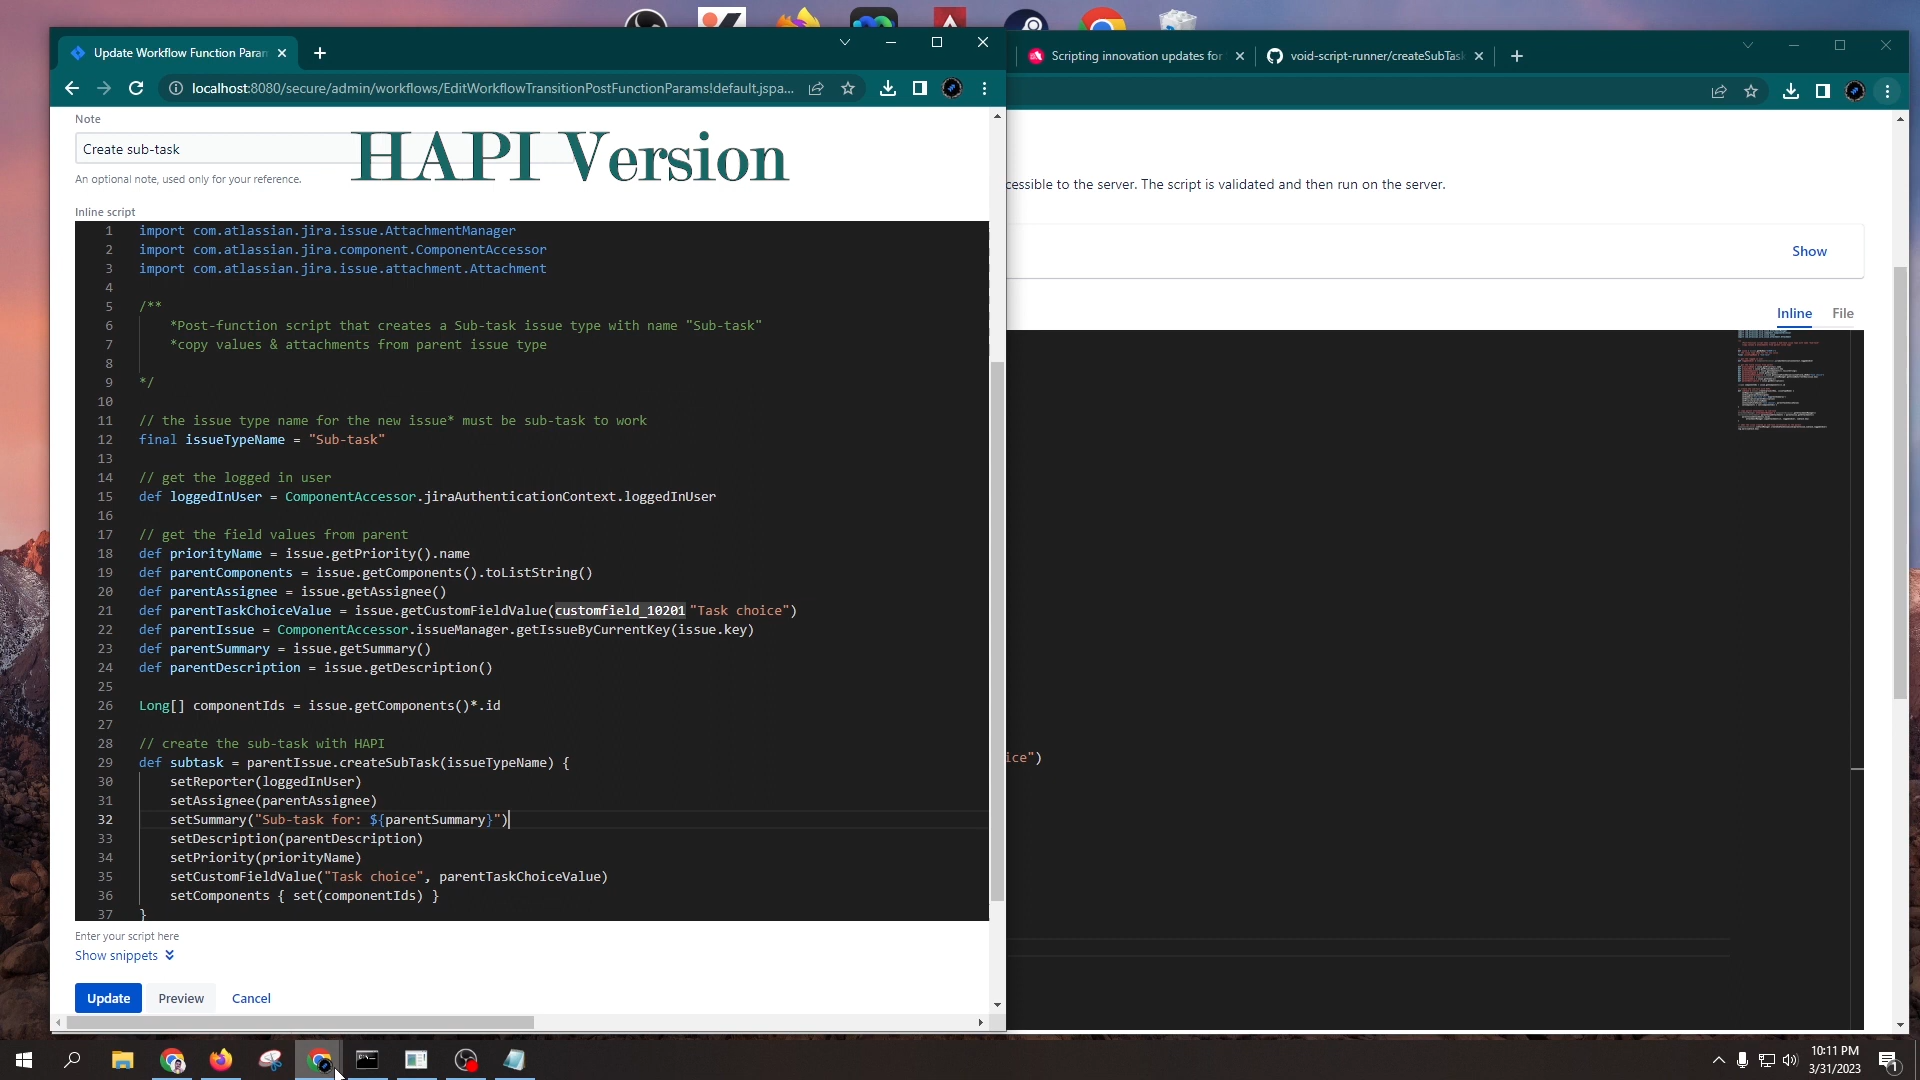 Update Workflow Function Param
localhost:8080/secure/admin/workflows/EditWorkflowTransitionPostFunctionParams!default.jspa...
Scripting innovation updates for
void-script-runner/createSubTask
Note
Create sub-task
HAPI Version
An optional note, used only for your reference.
cessible to the server. The script is validated and then run on the server.
Show
Inline
File
ice")
Inline script
1 import com.atlassian.jira.issue.AttachmentManager
2 import com.atlassian.jira.component.ComponentAccessor
3 import com.atlassian.jira.issue.attachment.Attachment
4
5 /**
6 *Post-function script that creates a Sub-task issue type with name "Sub-task"
7 *copy values & attachments from parent issue type
8
9 */
10
11 // the issue type name for the new issue* must be sub-task to work
12 final issueTypeName = "Sub-task"
13
14 // get the logged in user
15 def loggedInUser = ComponentAccessor.jiraAuthenticationContext.loggedInUser
16
17 // get the field values from parent
18 def priorityName = issue.getPriority().name
19 def parentComponents = issue.getComponents().toListString()
20 def parentAssignee = issue.getAssignee()
21 def parentTaskChoiceValue = issue.getCustomFieldValue(customfield_10201 "Task choice")
22 def parentIssue = ComponentAccessor.issueManager.getIssueByCurrentKey(issue.key)
23 def parentSummary = issue.getSummary()
24 def parentDescription = issue.getDescription()
25
26 Long[] componentIds = issue.getComponents()*.id
27
28 // create the sub-task with HAPI
29 def subtask = parentIssue.createSubTask(issueTypeName) {
30 setReporter(loggedInUser)
31 setAssignee(parentAssignee)
32 setSummary("Sub-task for: ${parentSummary}")
33 setDescription(parentDescription)
34 setPriority(priorityName)
35 setCustomFieldValue("Task choice", parentTaskChoiceValue)
36 setComponents { set(componentIds) }
37 }
Enter your script here
Show snippets
Update
Preview
Cancel
10:11 PM
3/31/2023
1